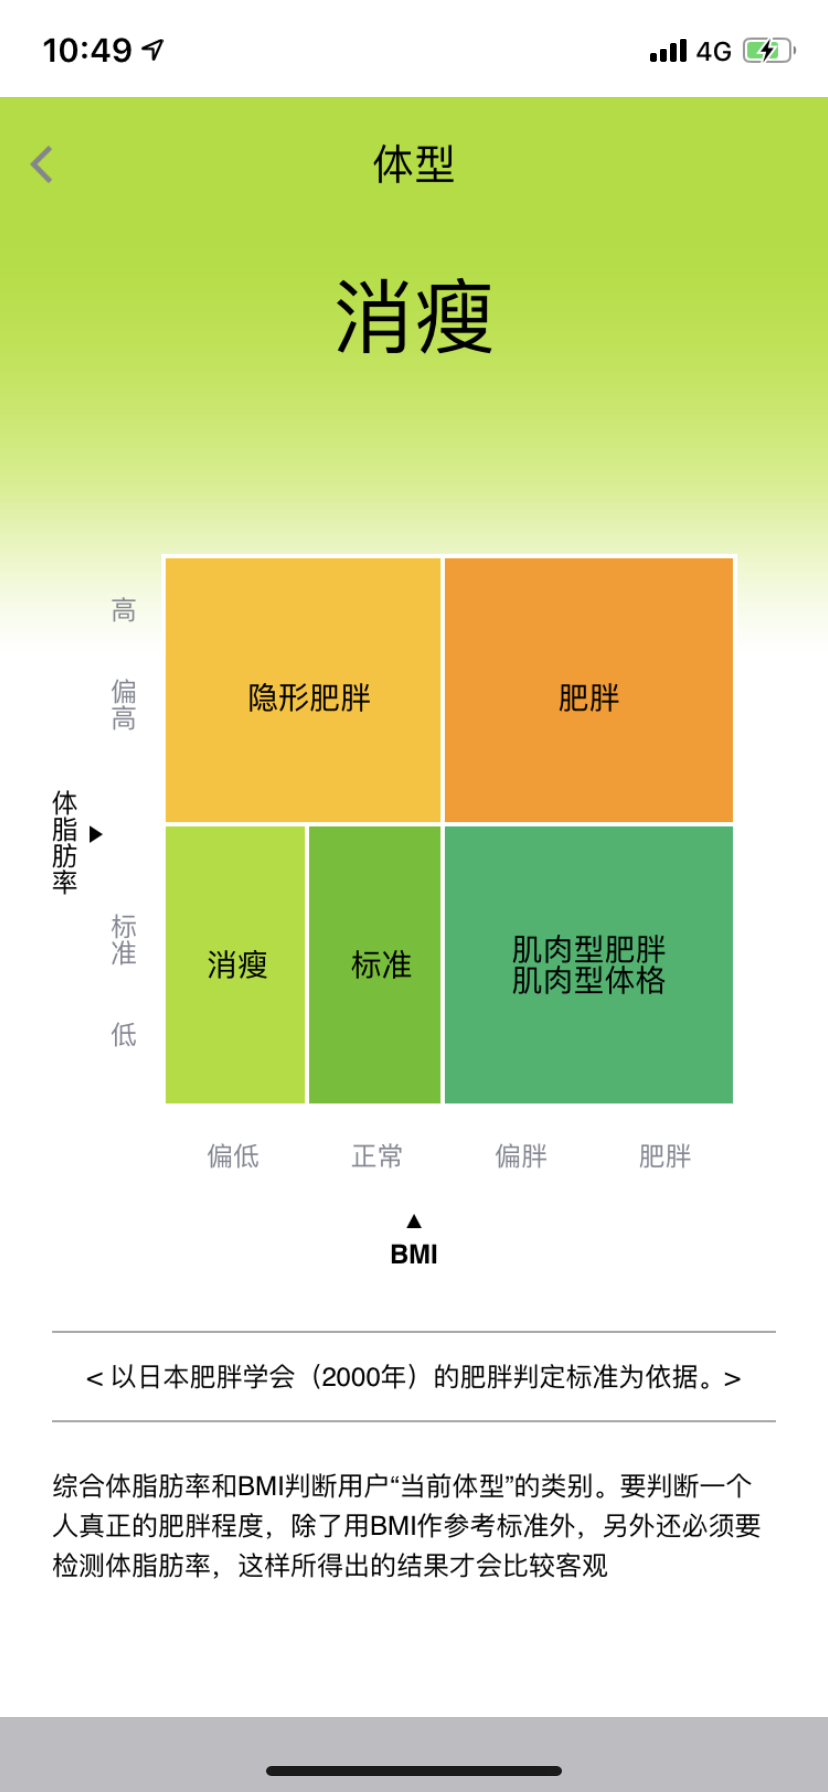 10:49
4G
体型
消瘦
高
偏高
体脂肪率 ▶
标准
低
隐形肥胖
肥胖
消瘦
标准
肌肉型肥胖
肌肉型体格
偏低
正常
偏胖
肥胖
▲
BMI
< 以日本肥胖学会（2000年）的肥胖判定标准为依据。>
综合体脂肪率和BMI判断用户“当前体型”的类别。要判断一个
人真正的肥胖程度，除了用BMI作参考标准外，另外还必须要
检测体脂肪率，这样所得出的结果才会比较客观